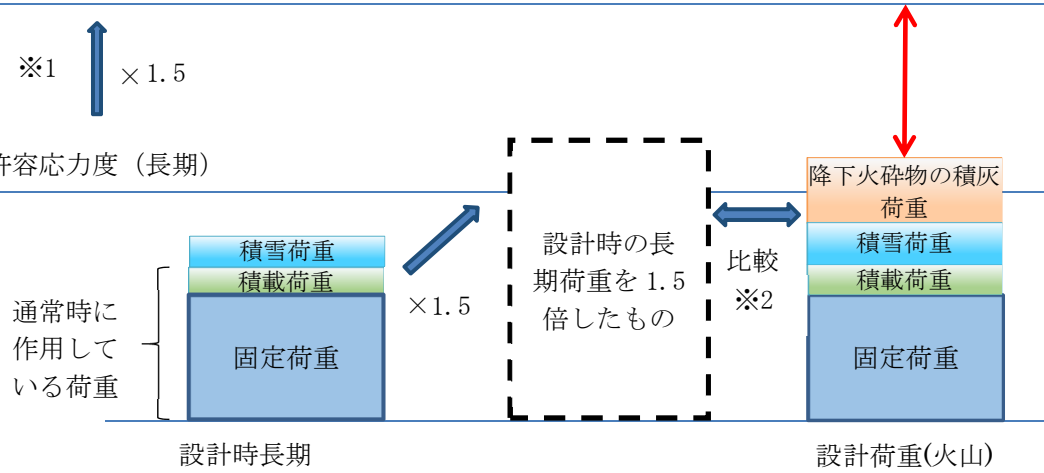 ※1
×1.5
許容応力度（長期）
降下火砕物の積灰
荷重
積雪荷重
積載荷重
固定荷重
通常時に
作用して
いる荷重
×1.5
設計時の長
期荷重を 1.5
倍したもの
比較
※2
積雪荷重
積載荷重
固定荷重
設計時長期
設計荷重(火山)